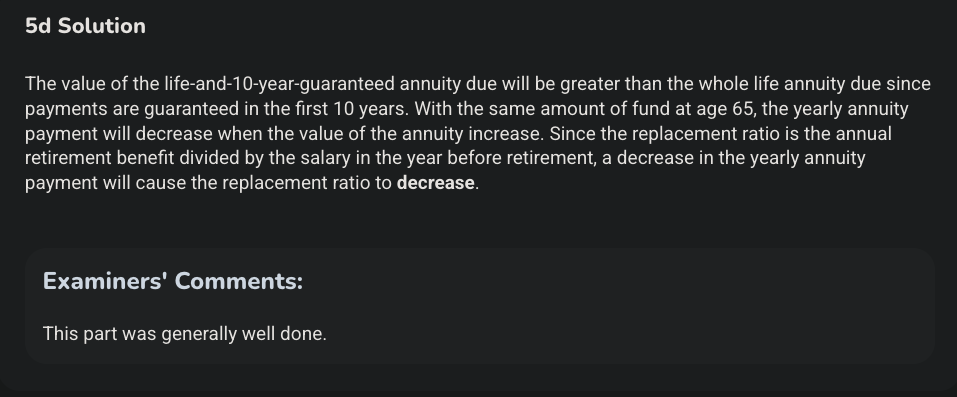 5d Solution
The value of the life-and-10-year-guaranteed annuity due will be greater than the whole life annuity due since
payments are guaranteed in the first 10 years. With the same amount of fund at age 65, the yearly annuity
payment will decrease when the value of the annuity increase. Since the replacement ratio is the annual
retirement benefit divided by the salary in the year before retirement, a decrease in the yearly annuity
payment will cause the replacement ratio to decrease.
Examiners' Comments:
This part was generally well done.